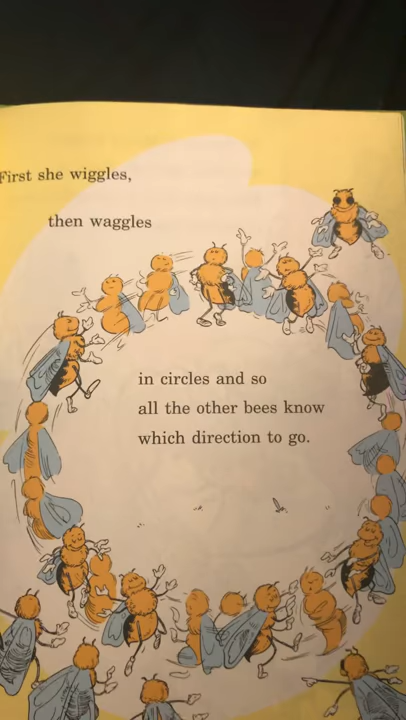 First she wiggles,
then waggles
in circles and so
all the other bees know
which direction to go.